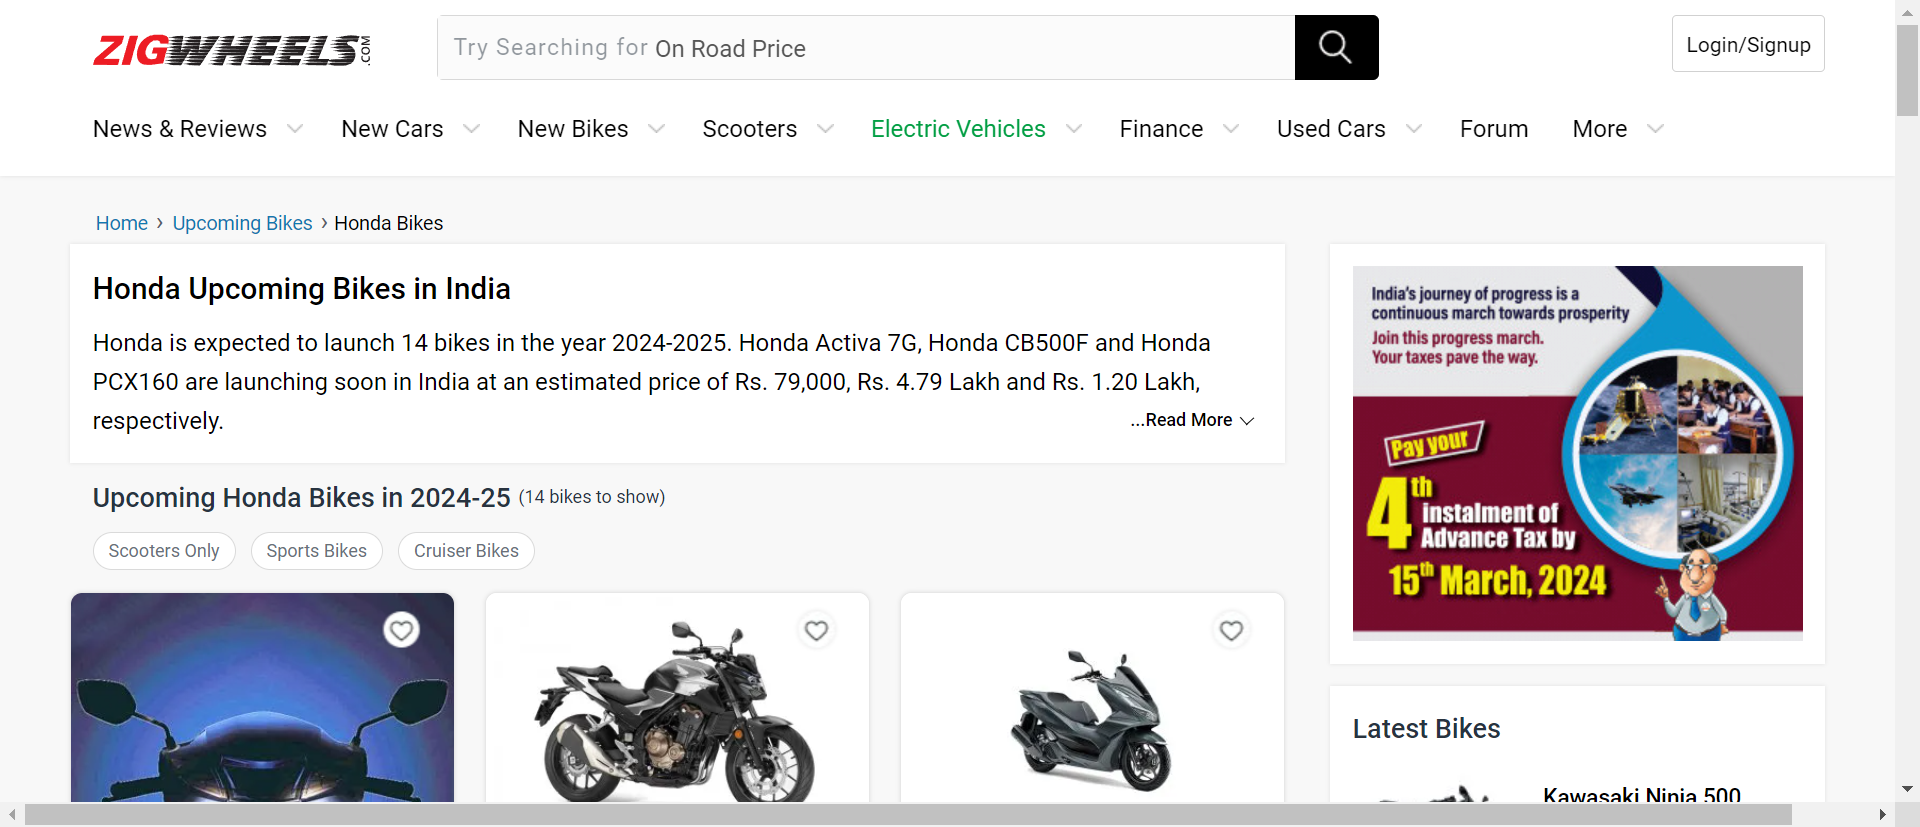 ZIGWHEELS.COM
Try Searching for On Road Price
Login/Signup
News & Reviews
New Cars
New Bikes
Scooters
Electric Vehicles
Finance
Used Cars
Forum
More
Home › Upcoming Bikes › Honda Bikes
Honda Upcoming Bikes in India
Honda is expected to launch 14 bikes in the year 2024-2025. Honda Activa 7G, Honda CB500F and Honda
PCX160 are launching soon in India at an estimated price of Rs. 79,000, Rs. 4.79 Lakh and Rs. 1.20 Lakh,
respectively.
...Read More
Upcoming Honda Bikes in 2024-25 (14 bikes to show)
Scooters Only
Sports Bikes
Cruiser Bikes
India's journey of progress is a
continuous march towards prosperity
Join this progress march.
Your taxes pave the way.
Pay your
4th
instalment of
Advance Tax by
15th March, 2024
Latest Bikes
Kawasaki Ninja 500